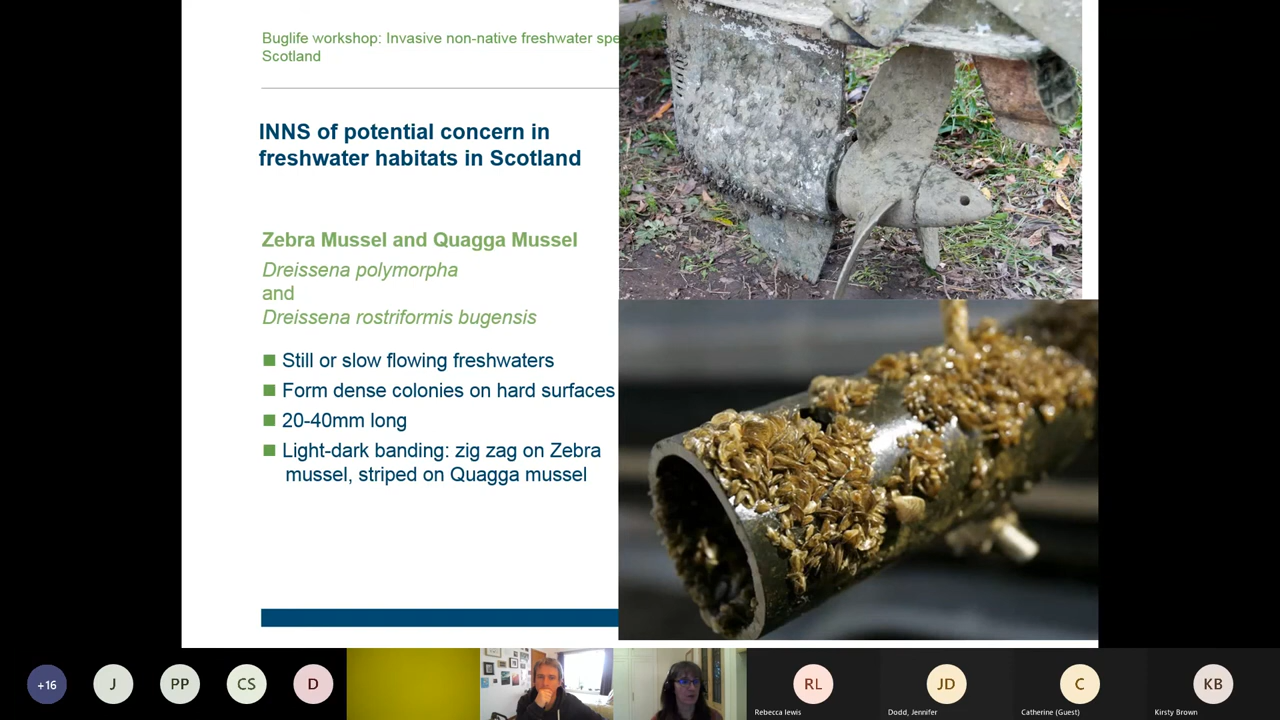 Buglife workshop: Invasive non-native freshwater spe
Scotland
INNS of potential concern in
freshwater habitats in Scotland
Zebra Mussel and Quagga Mussel
Dreissena polymorpha
and
Dreissena rostriformis bugensis
Still or slow flowing freshwaters
Form dense colonies on hard surfaces
20-40mm long
Light-dark banding: zig zag on Zebra
mussel, striped on Quagga mussel
+16
J
PP
CS
D
RL
JD
C
KB
Rebecca lewis
Dodd, Jennifer
Catherine (Guest)
Kirsty Brown